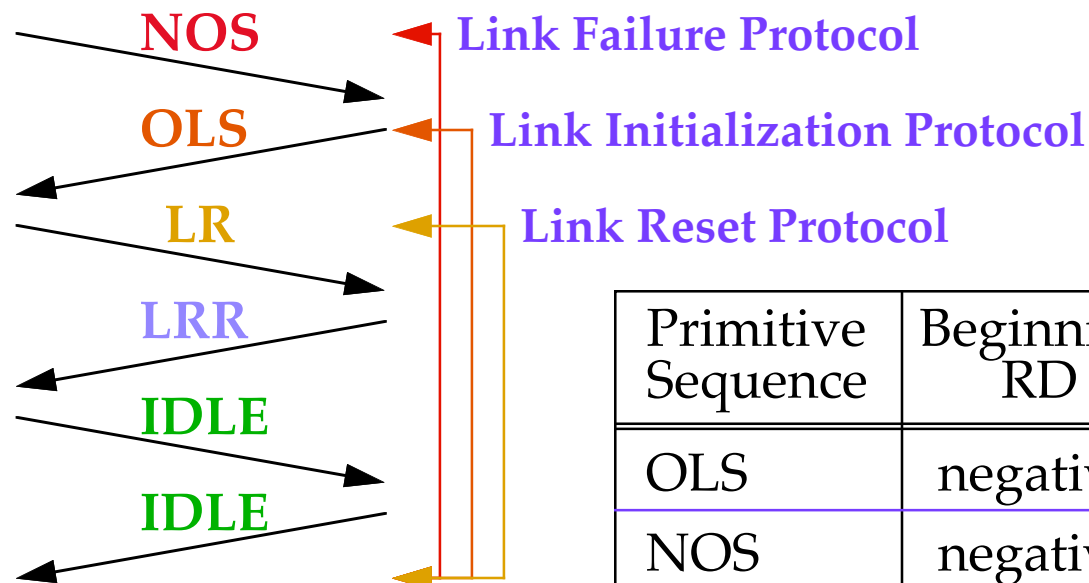 NOS
Link Failure Protocol
OLS
Link Initialization Protocol
LR
Link Reset Protocol
LRR
IDLE
IDLE
Primitive
Sequence
RD
OLS
NOS